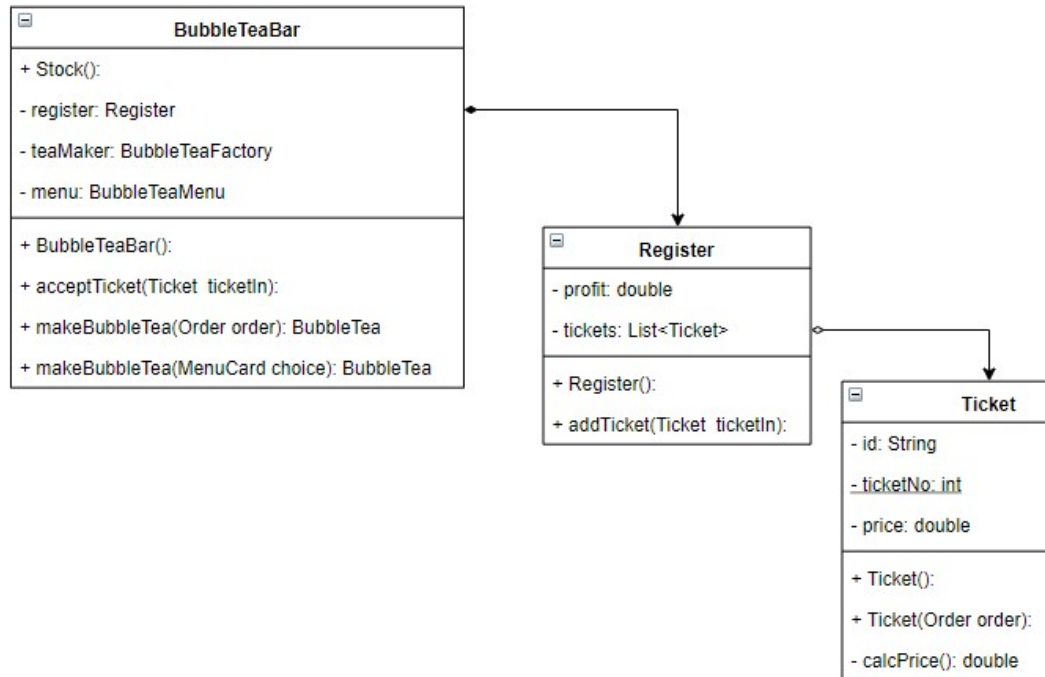 BubbleTeaBar
+ Stock():
- register: Register
- teaMaker: BubbleTeaFactory
- menu: BubbleTeaMenu
+ BubbleTeaBar():
+ acceptTicket(Ticket ticketIn):
+ makeBubbleTea(Order order): BubbleTea
+ makeBubbleTea(MenuCard choice): BubbleTea
Register
- profit: double
- tickets: List<Ticket>
+ Register():
+ addTicket(Ticket ticketIn):
Ticket
- id: String
- ticketNo: int
- price: double
+ Ticket():
+ Ticket(Order order):
- calcPrice(): double